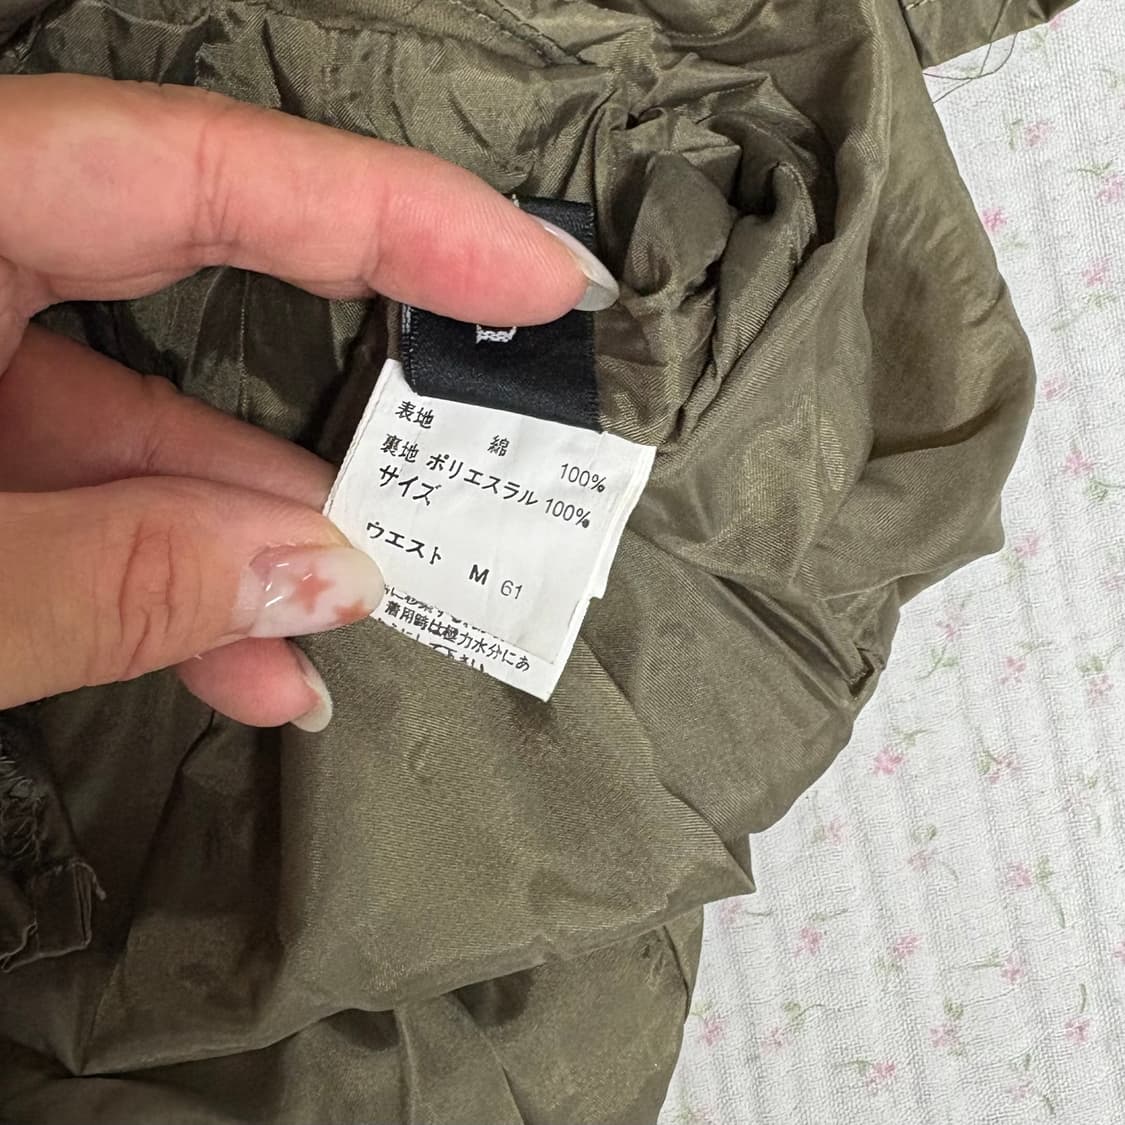 表地
綿 100%
裏地 ポリエスラル 100%
サイズ
ウエスト M 61
着用時は極力水分にあ